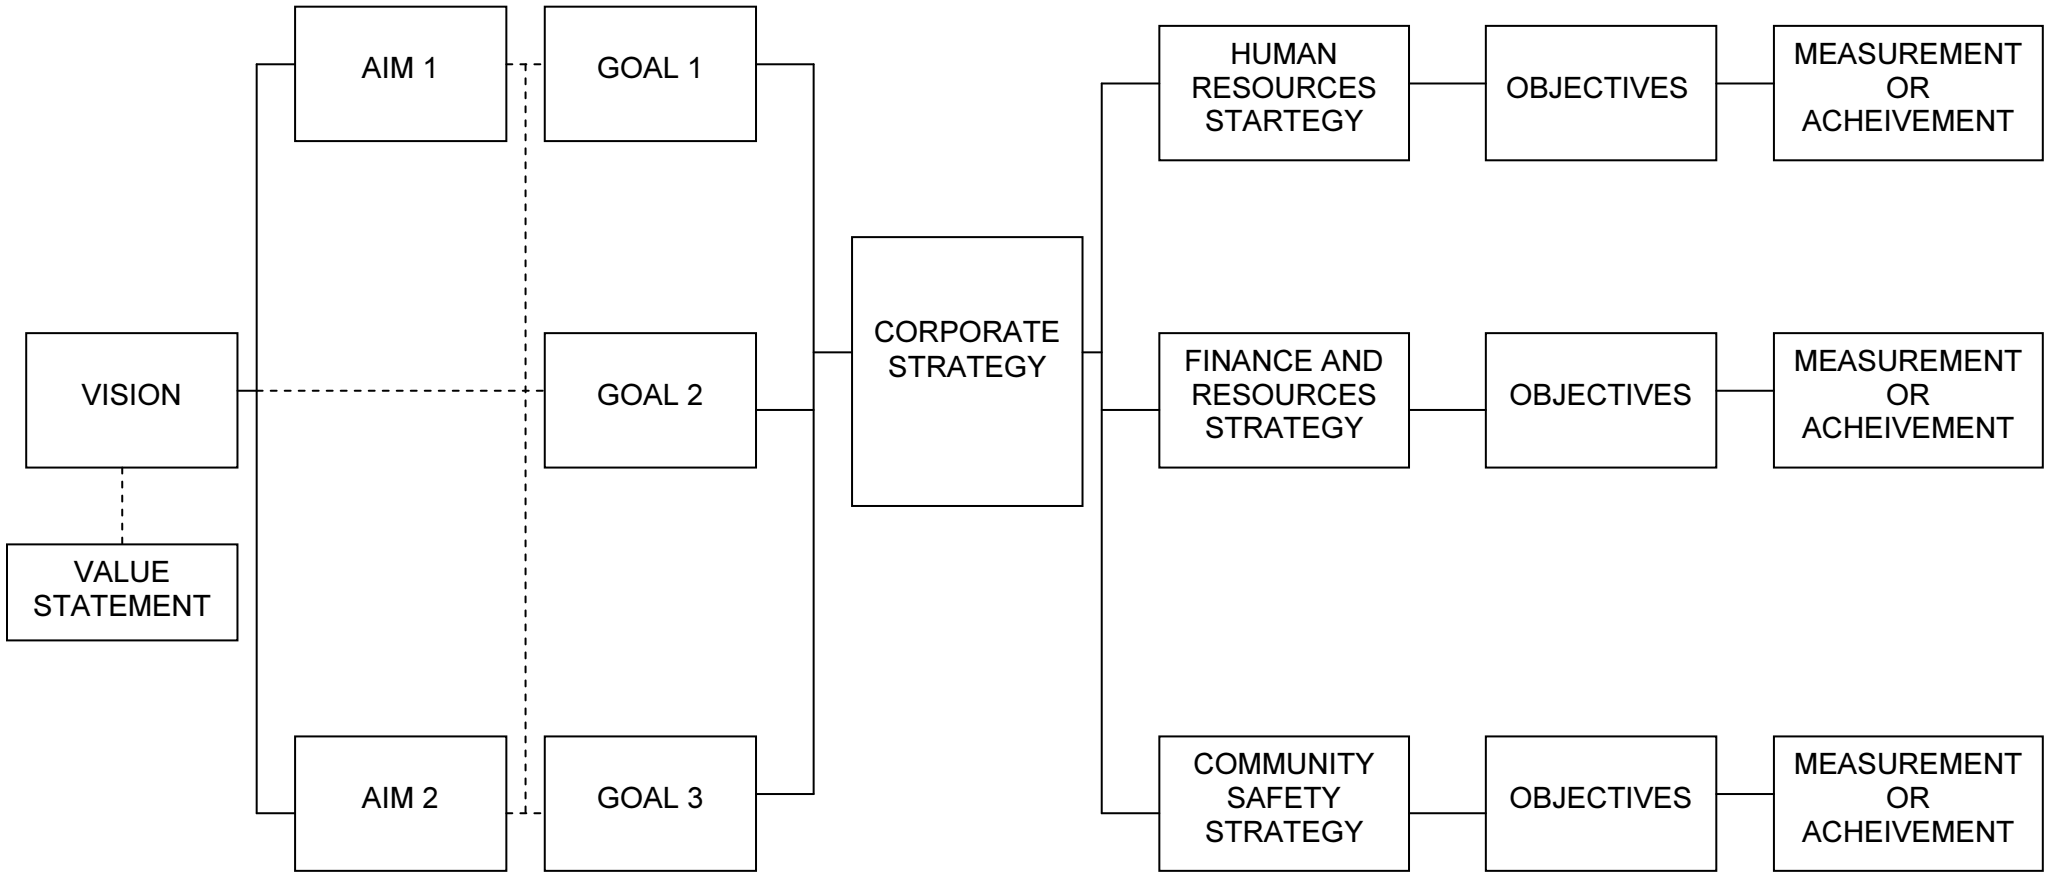 AIM 1
GOAL 1
HUMAN
RESOURCES
STARTEGY
OBJECTIVES
MEASUREMENT
OR
ACHEIVEMENT
VISION
GOAL 2
CORPORATE
STRATEGY
FINANCE AND
RESOURCES
STRATEGY
OBJECTIVES
MEASUREMENT
OR
ACHEIVEMENT
VALUE
STATEMENT
AIM 2
GOAL 3
COMMUNITY
SAFETY
STRATEGY
OBJECTIVES
MEASUREMENT
OR
ACHEIVEMENT